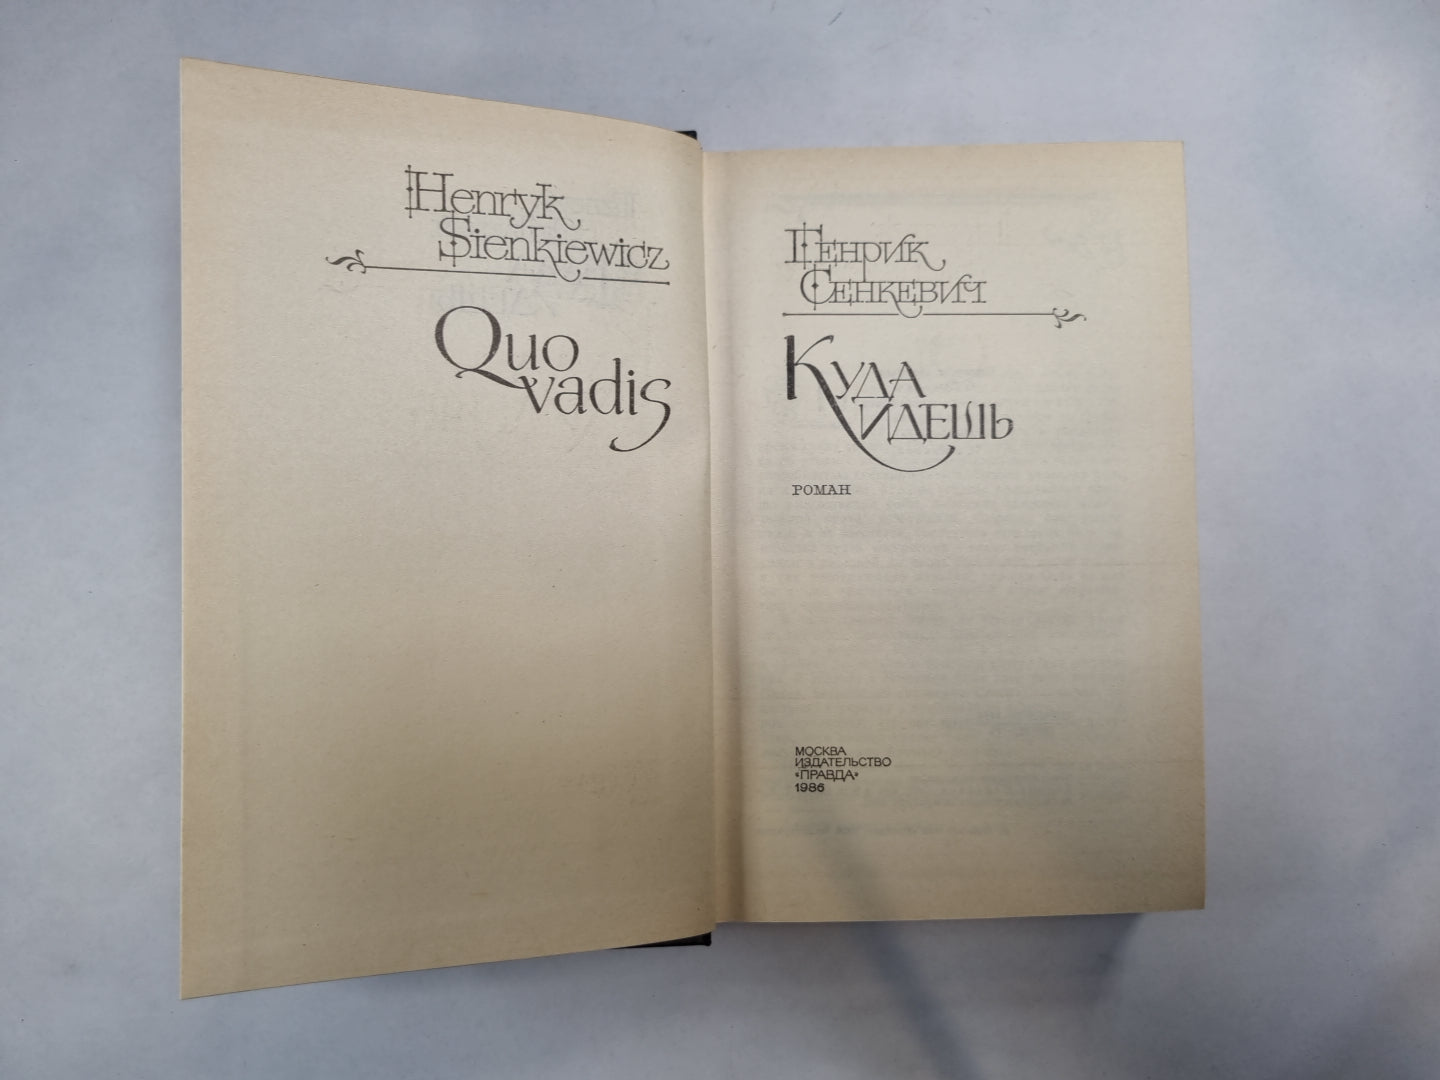 Henryk
Sienkiewicz
Quo
vadis
ГЕНРИК
СЕНКЕВИЧ
КУДА
ИДЕШЬ
РОМАН
МОСКВА
ИЗДАТЕЛЬСТВО
«ПРАВДА»
1986